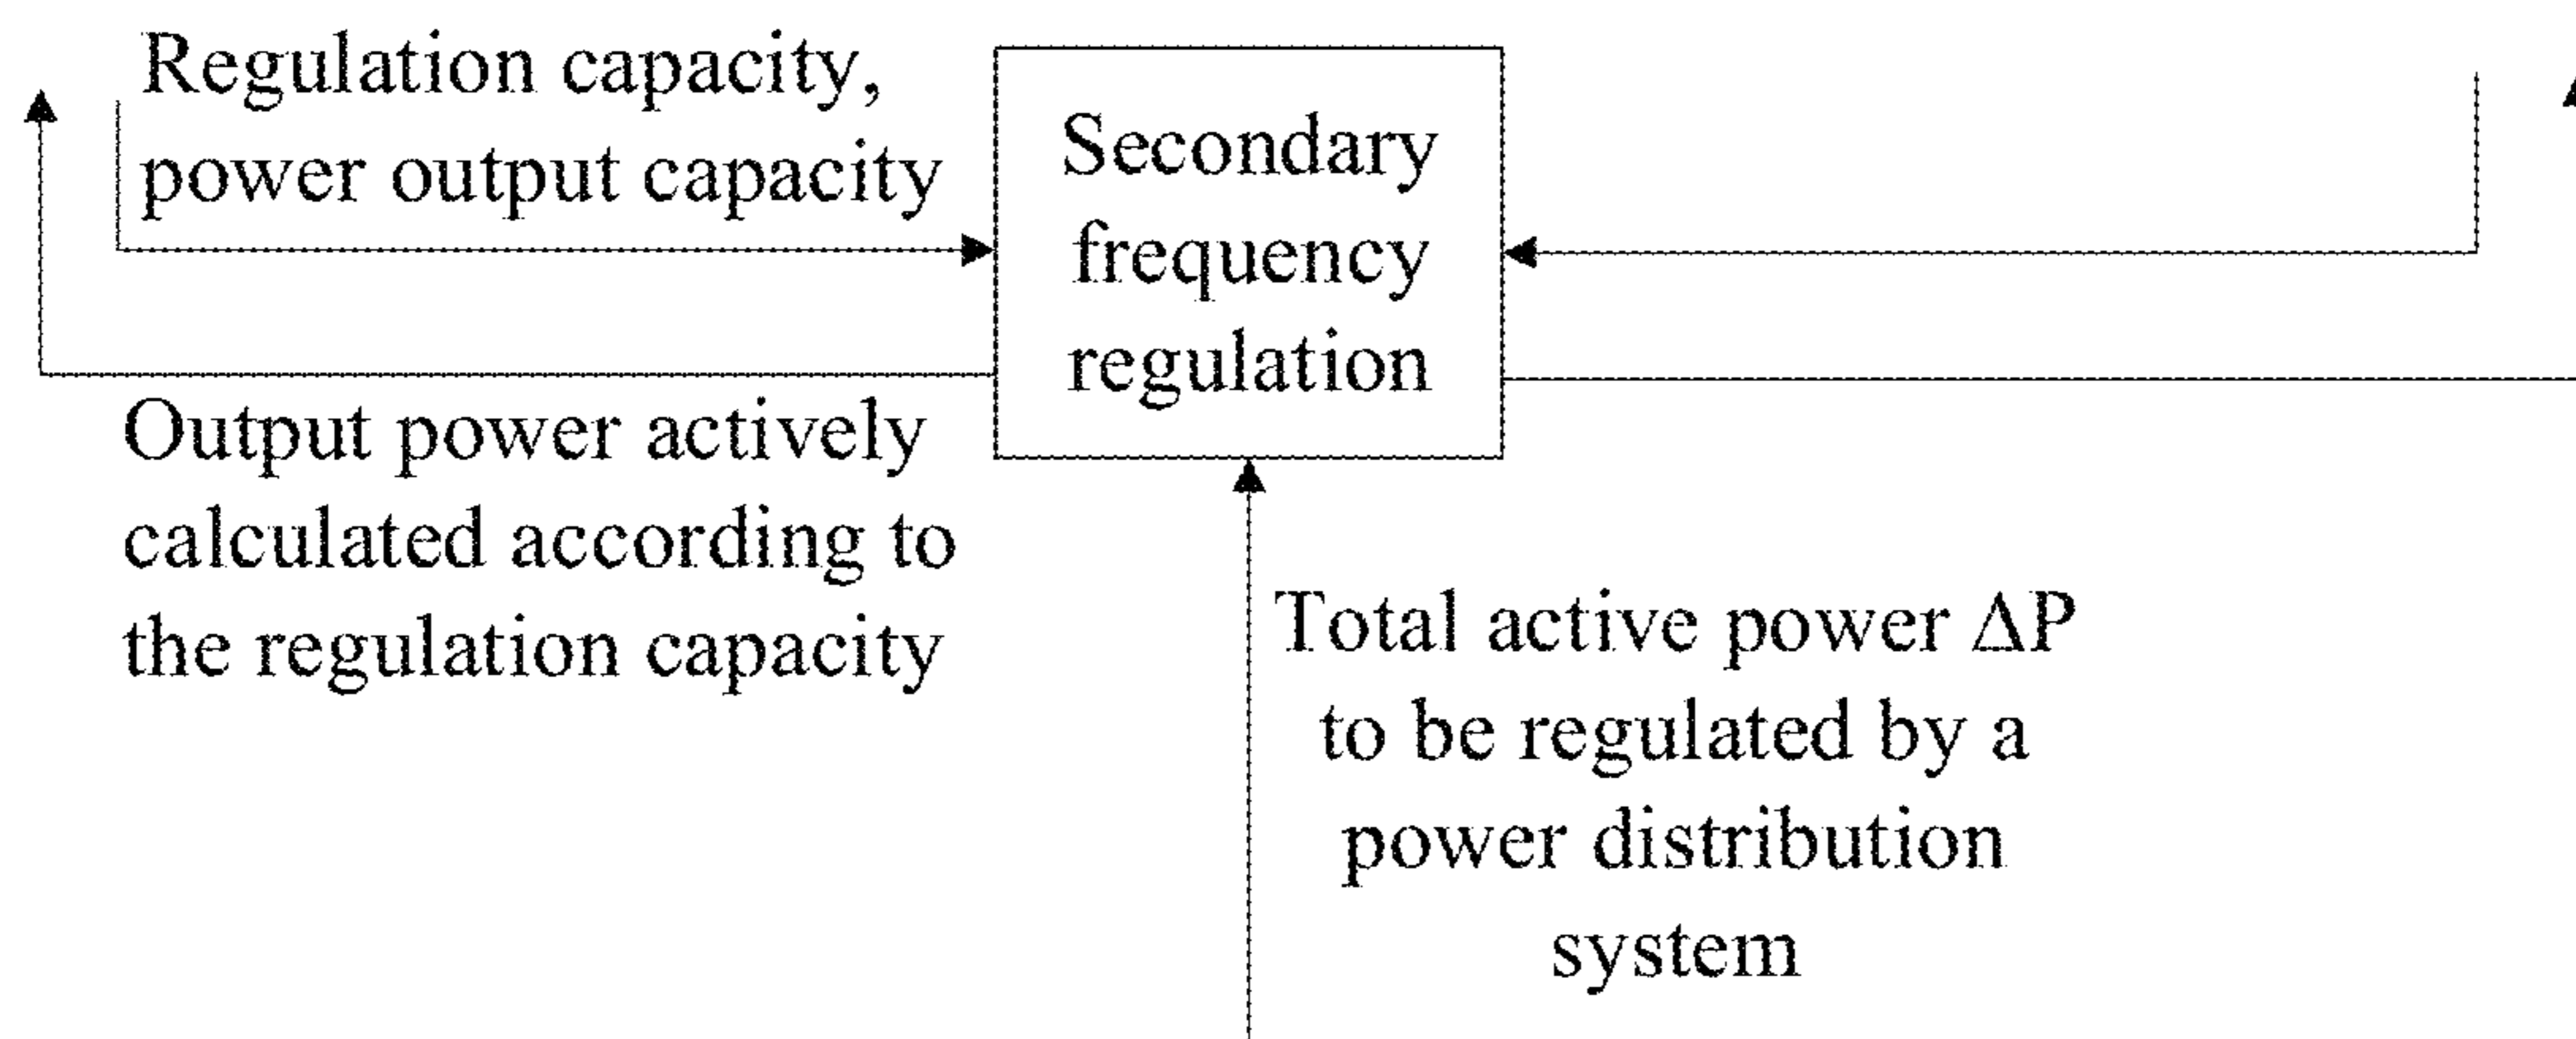 Regulation capacity,
power output capacity
Secondary
frequency
regulation
Output power actively
calculated according to
the regulation capacity
Total active power ΔP
to be regulated by a
power distribution
system